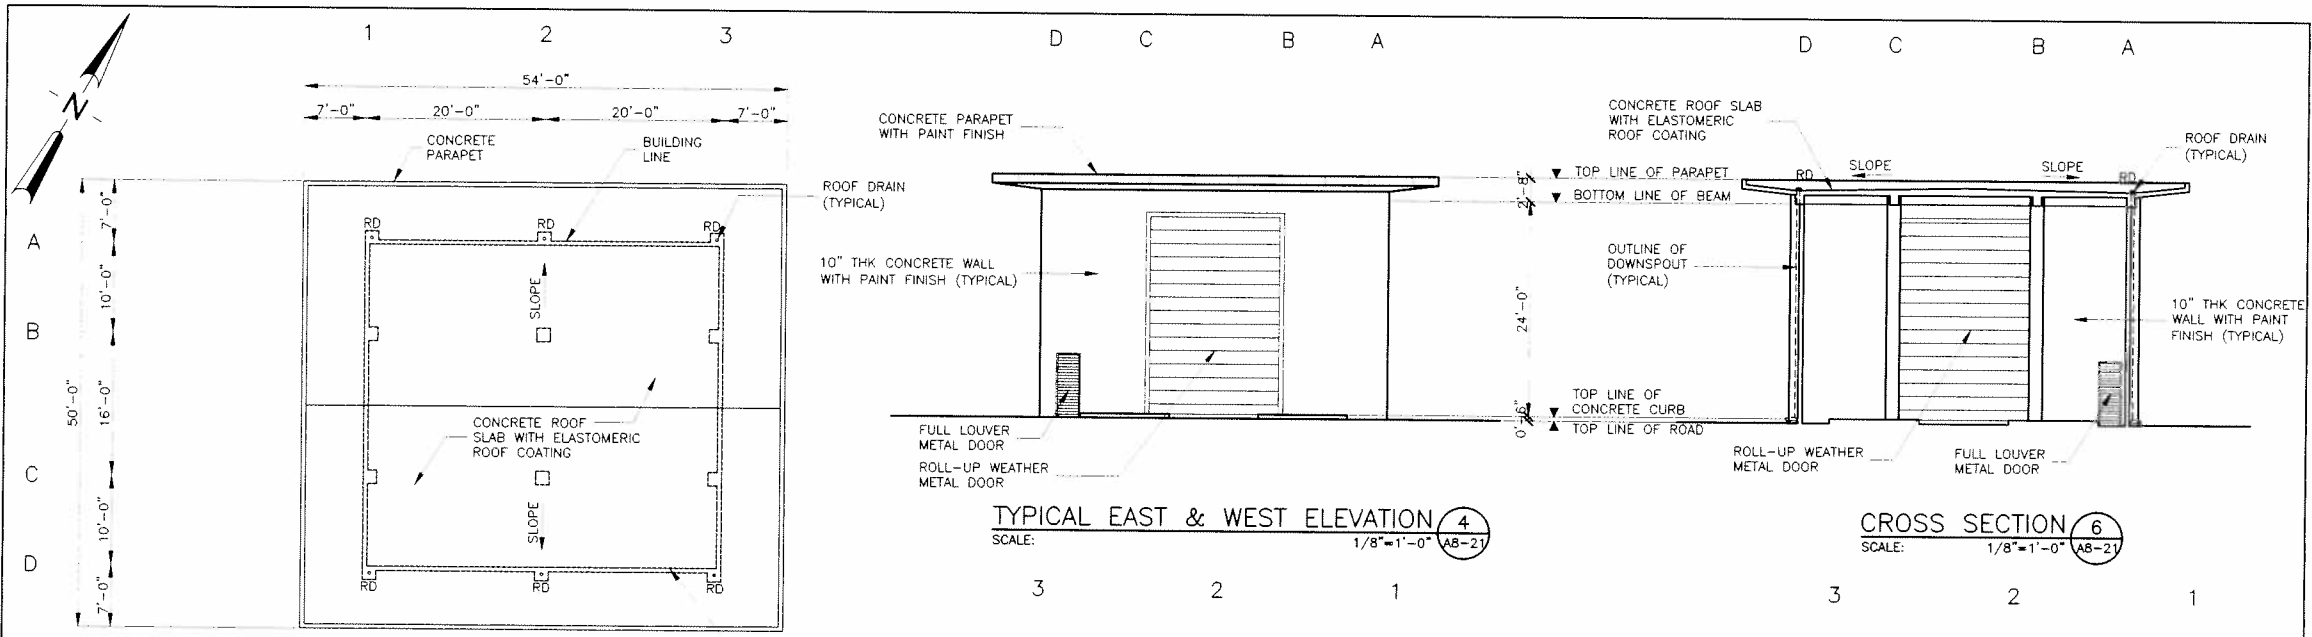 1 2 3
54'-0"
7'-0" 20'-0" 20'-0" 7'-0"
N
CONCRETE
PARAPET
BUILDING
LINE
ROOF DRAIN
(TYPICAL)
RD RD RD
A
B
C
D
50'-0"
7'-0"
10'-0"
16'-0"
10'-0"
7'-0"
SLOPE
CONCRETE ROOF
SLAB WITH ELASTOMERIC
ROOF COATING
SLOPE
RD RD RD
D C B A
CONCRETE PARAPET
WITH PAINT FINISH
10" THK CONCRETE WALL
WITH PAINT FINISH (TYPICAL)
FULL LOUVER
METAL DOOR
ROLL-UP WEATHER
METAL DOOR
TYPICAL EAST & WEST ELEVATION 4
SCALE: 1/8"=1'-0" A8-21
3 2 1
2'-8"
TOP LINE OF PARAPET
BOTTOM LINE OF BEAM
24'-0"
0'-6"
TOP LINE OF
CONCRETE CURB
TOP LINE OF ROAD
D C B A
CONCRETE ROOF SLAB
WITH ELASTOMERIC
ROOF COATING
ROOF DRAIN
(TYPICAL)
RD SLOPE SLOPE RD
OUTLINE OF
DOWNSPOUT
(TYPICAL)
10" THK CONCRETE
WALL WITH PAINT
FINISH (TYPICAL)
ROLL-UP WEATHER
METAL DOOR
FULL LOUVER
METAL DOOR
CROSS SECTION 6
SCALE: 1/8"=1'-0" A8-21
3 2 1